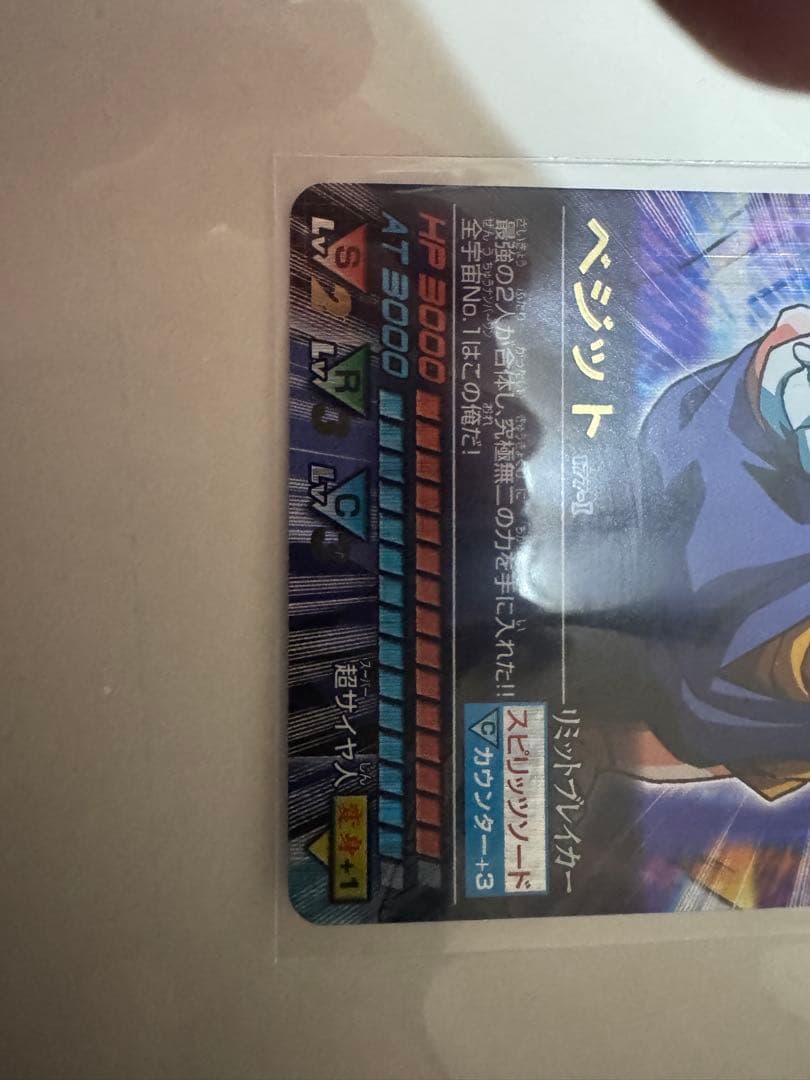 ベジット
リミットブレイカー
最強の2人が合体し、究極無二の力を手に入れた!!
全宇宙No.1はこの俺だ!
スピリッツソード
C カウンター+3
HP 3000
AT 3000
S Lv 2
R Lv 3
C Lv 3
超サイヤ人
変身+1